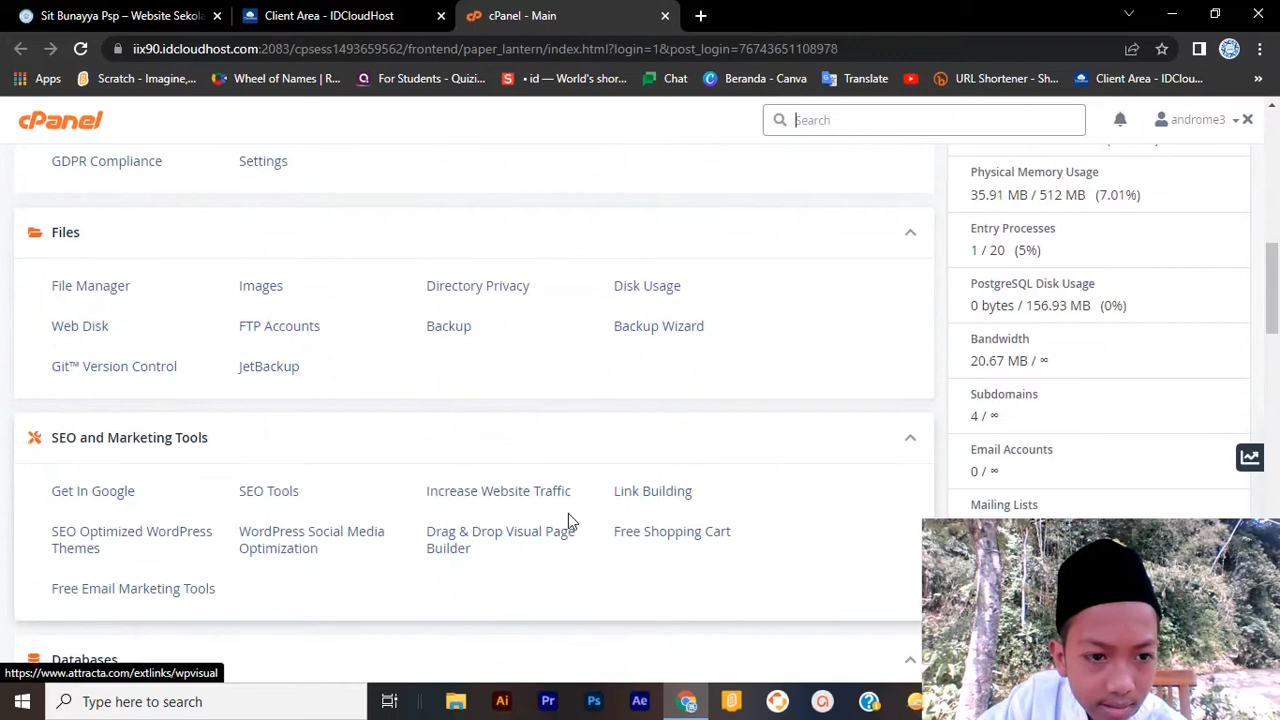 Sit Bunayya Psp - Website Sekola
Client Area - IDCloudHost
cPanel - Main
iix90.idcloudhost.com:2083/cpsess1493659562/frontend/paper_lantern/index.html?login=1&post_login=76743651108978
Apps
Scratch - Imagine,...
Wheel of Names | R...
For Students - Quizi...
• id — World's shor...
Chat
Beranda - Canva
Translate
URL Shortener - Sh...
Client Area - IDClou...
cPanel
Search
androme3
GDPR Compliance
Settings
Files
File Manager
Images
Directory Privacy
Disk Usage
Web Disk
FTP Accounts
Backup
Backup Wizard
Git™ Version Control
JetBackup
SEO and Marketing Tools
Get In Google
SEO Tools
Increase Website Traffic
Link Building
SEO Optimized WordPress
Themes
WordPress Social Media
Optimization
Drag & Drop Visual Page
Builder
Free Shopping Cart
Free Email Marketing Tools
Databases
Physical Memory Usage
35.91 MB / 512 MB (7.01%)
Entry Processes
1 / 20 (5%)
PostgreSQL Disk Usage
0 bytes / 156.93 MB (0%)
Bandwidth
20.67 MB / ∞
Subdomains
4 / ∞
Email Accounts
0 / ∞
Mailing Lists
https://www.attracta.com/extlinks/wpvisual
Type here to search
Ai
Pr
Ps
Ae